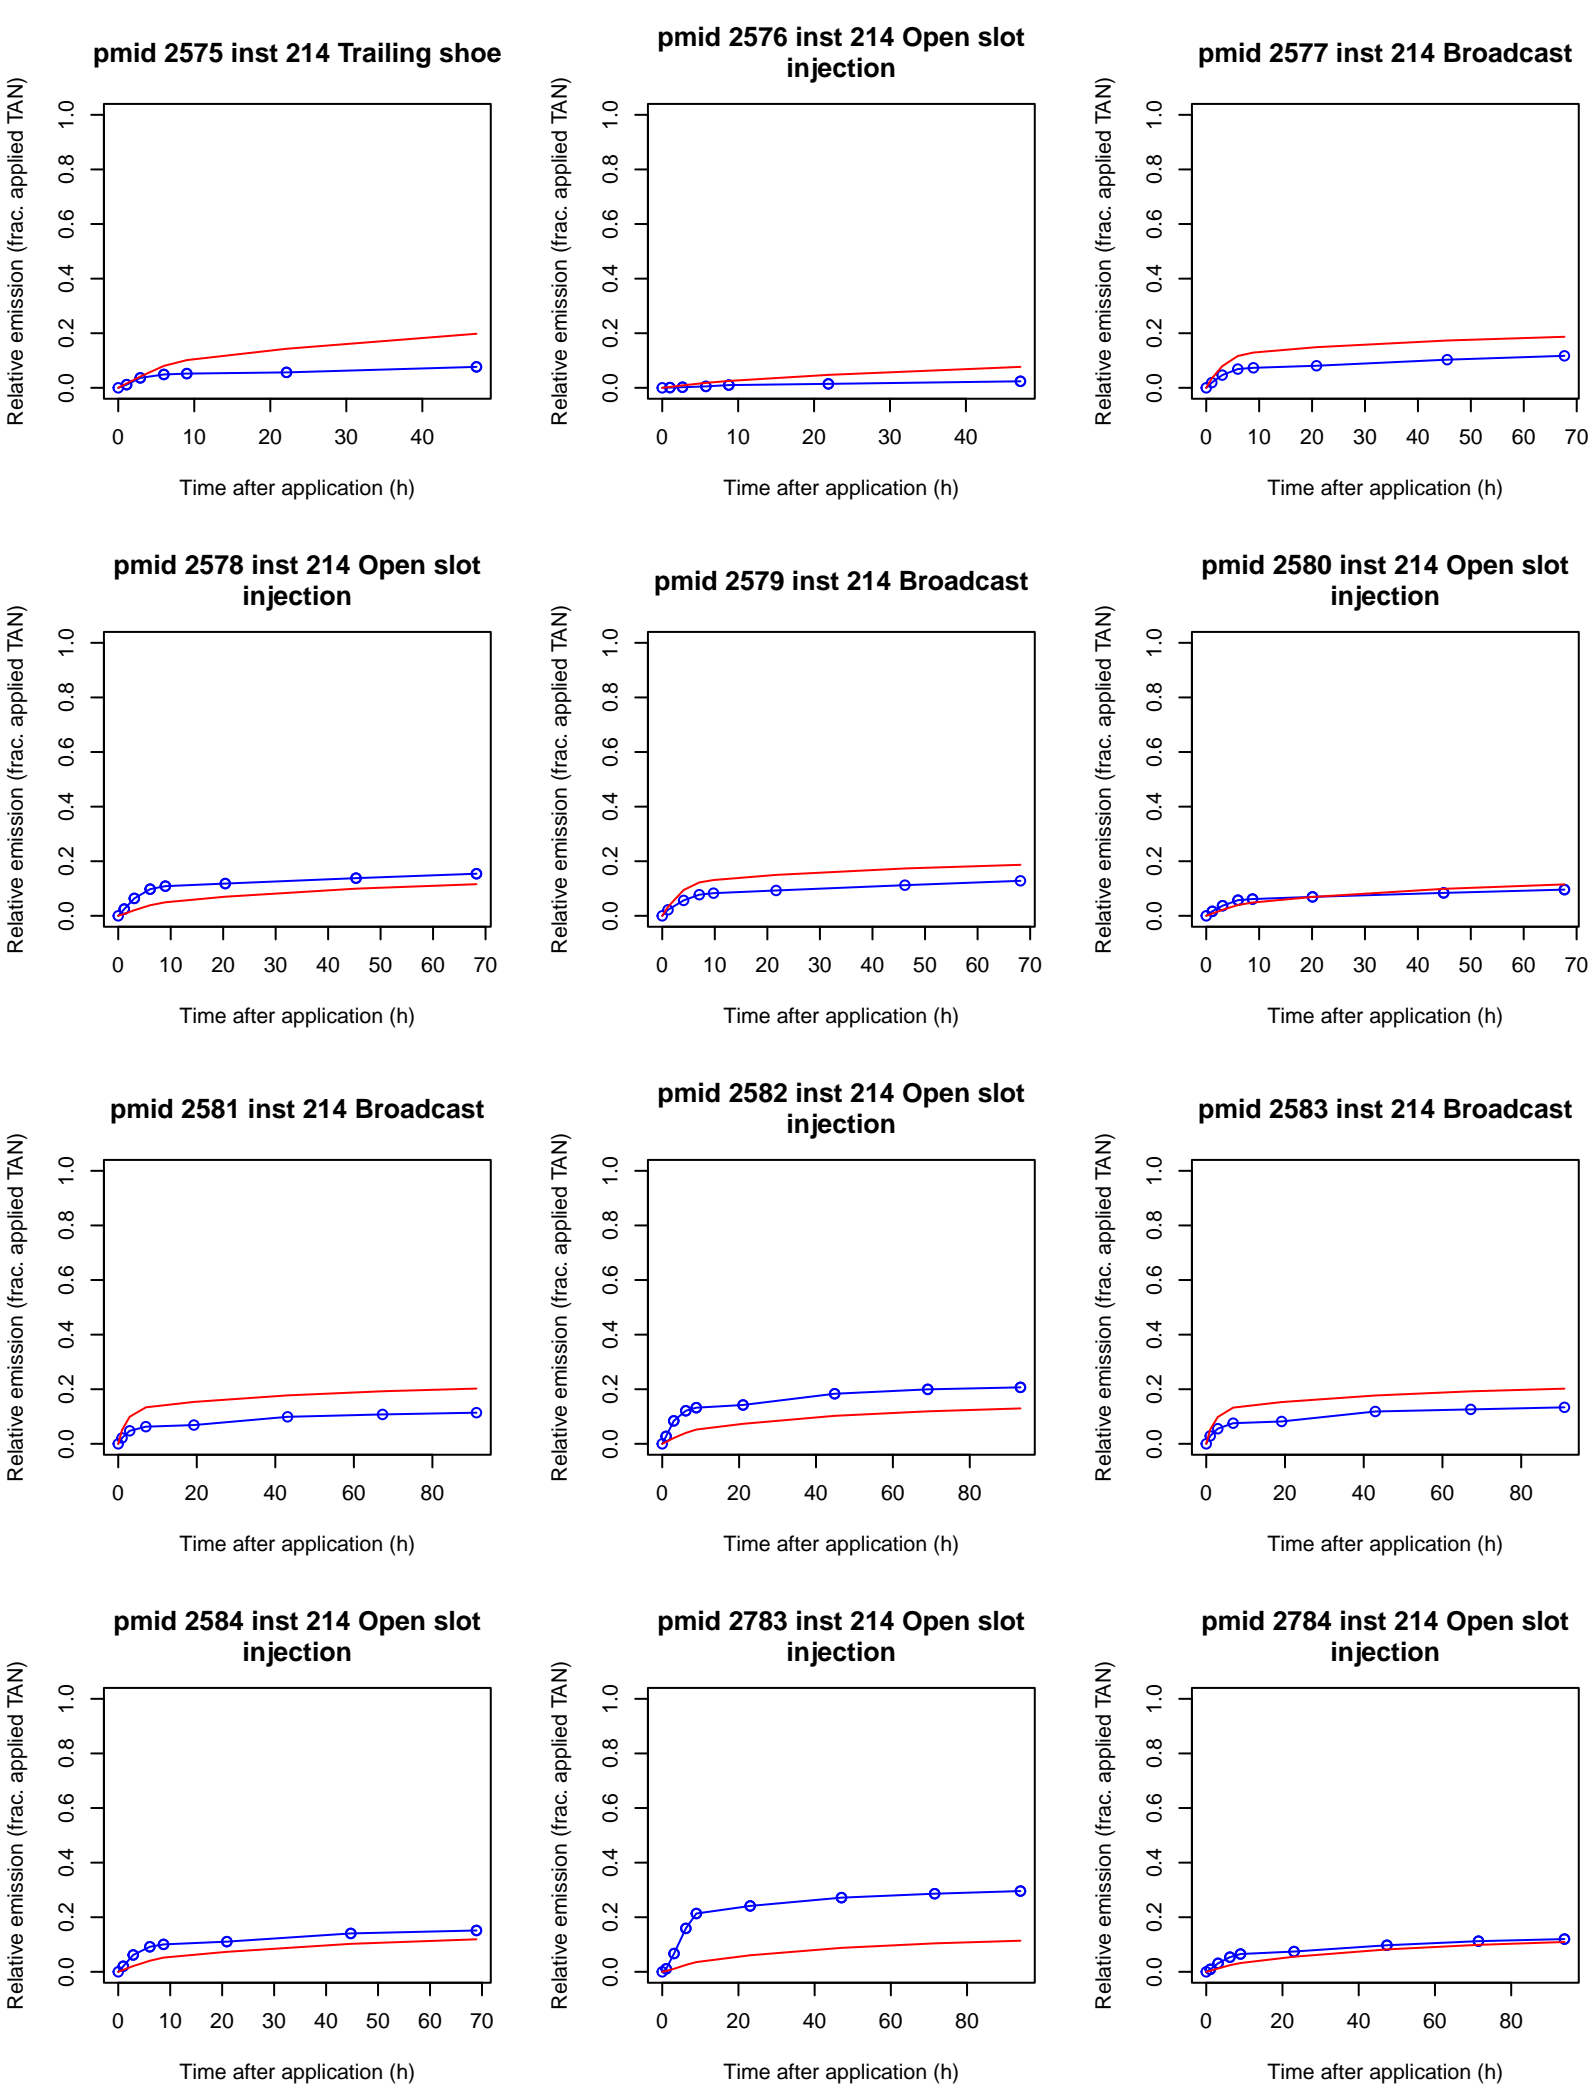 pmid 2575 inst 214 Trailing shoe
Relative emission (frac. applied TAN)
0.0 0.2 0.4 0.6 0.8 1.0
0 10 20 30 40
Time after application (h)
pmid 2576 inst 214 Open slot
injection
Relative emission (frac. applied TAN)
0.0 0.2 0.4 0.6 0.8 1.0
0 10 20 30 40
Time after application (h)
pmid 2577 inst 214 Broadcast
Relative emission (frac. applied TAN)
0.0 0.2 0.4 0.6 0.8 1.0
0 10 20 30 40 50 60 70
Time after application (h)
pmid 2578 inst 214 Open slot
injection
Relative emission (frac. applied TAN)
0.0 0.2 0.4 0.6 0.8 1.0
0 10 20 30 40 50 60 70
Time after application (h)
pmid 2579 inst 214 Broadcast
Relative emission (frac. applied TAN)
0.0 0.2 0.4 0.6 0.8 1.0
0 10 20 30 40 50 60 70
Time after application (h)
pmid 2580 inst 214 Open slot
injection
Relative emission (frac. applied TAN)
0.0 0.2 0.4 0.6 0.8 1.0
0 10 20 30 40 50 60 70
Time after application (h)
pmid 2581 inst 214 Broadcast
Relative emission (frac. applied TAN)
0.0 0.2 0.4 0.6 0.8 1.0
0 20 40 60 80
Time after application (h)
pmid 2582 inst 214 Open slot
injection
Relative emission (frac. applied TAN)
0.0 0.2 0.4 0.6 0.8 1.0
0 20 40 60 80
Time after application (h)
pmid 2583 inst 214 Broadcast
Relative emission (frac. applied TAN)
0.0 0.2 0.4 0.6 0.8 1.0
0 20 40 60 80
Time after application (h)
pmid 2584 inst 214 Open slot
injection
Relative emission (frac. applied TAN)
0.0 0.2 0.4 0.6 0.8 1.0
0 10 20 30 40 50 60 70
Time after application (h)
pmid 2783 inst 214 Open slot
injection
Relative emission (frac. applied TAN)
0.0 0.2 0.4 0.6 0.8 1.0
0 20 40 60 80
Time after application (h)
pmid 2784 inst 214 Open slot
injection
Relative emission (frac. applied TAN)
0.0 0.2 0.4 0.6 0.8 1.0
0 20 40 60 80
Time after application (h)